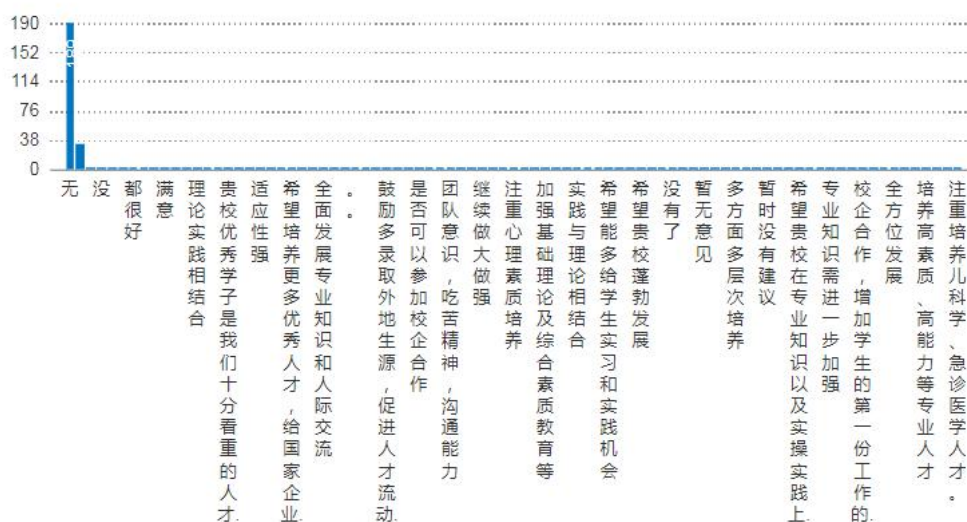 190
152
114
76
38
0
190
无
没
都很好
满意
理论实践相结合
贵校优秀学子是我们十分看重的人才.
适应性强
希望培养更多优秀人才，给国家企业.
全面发展专业知识和人际交流
。。
鼓励多录取外地生源，促进人才流动.
是否可以参加校企合作
团队意识，吃苦精神，沟通能力
继续做大做强
注重心理素质培养
加强基础理论及综合素质教育等
实践与理论相结合
希望能多给学生实习和实践机会
希望贵校蓬勃发展
没有了
暂无意见
多方面多层次培养
暂时没有建议
希望贵校在专业知识以及实操实践上.
专业知识需进一步加强
校企合作，增加学生的第一份工作的.
全方位发展
培养高素质、高能力等专业人才
注重培养儿科学、急诊医学人才。